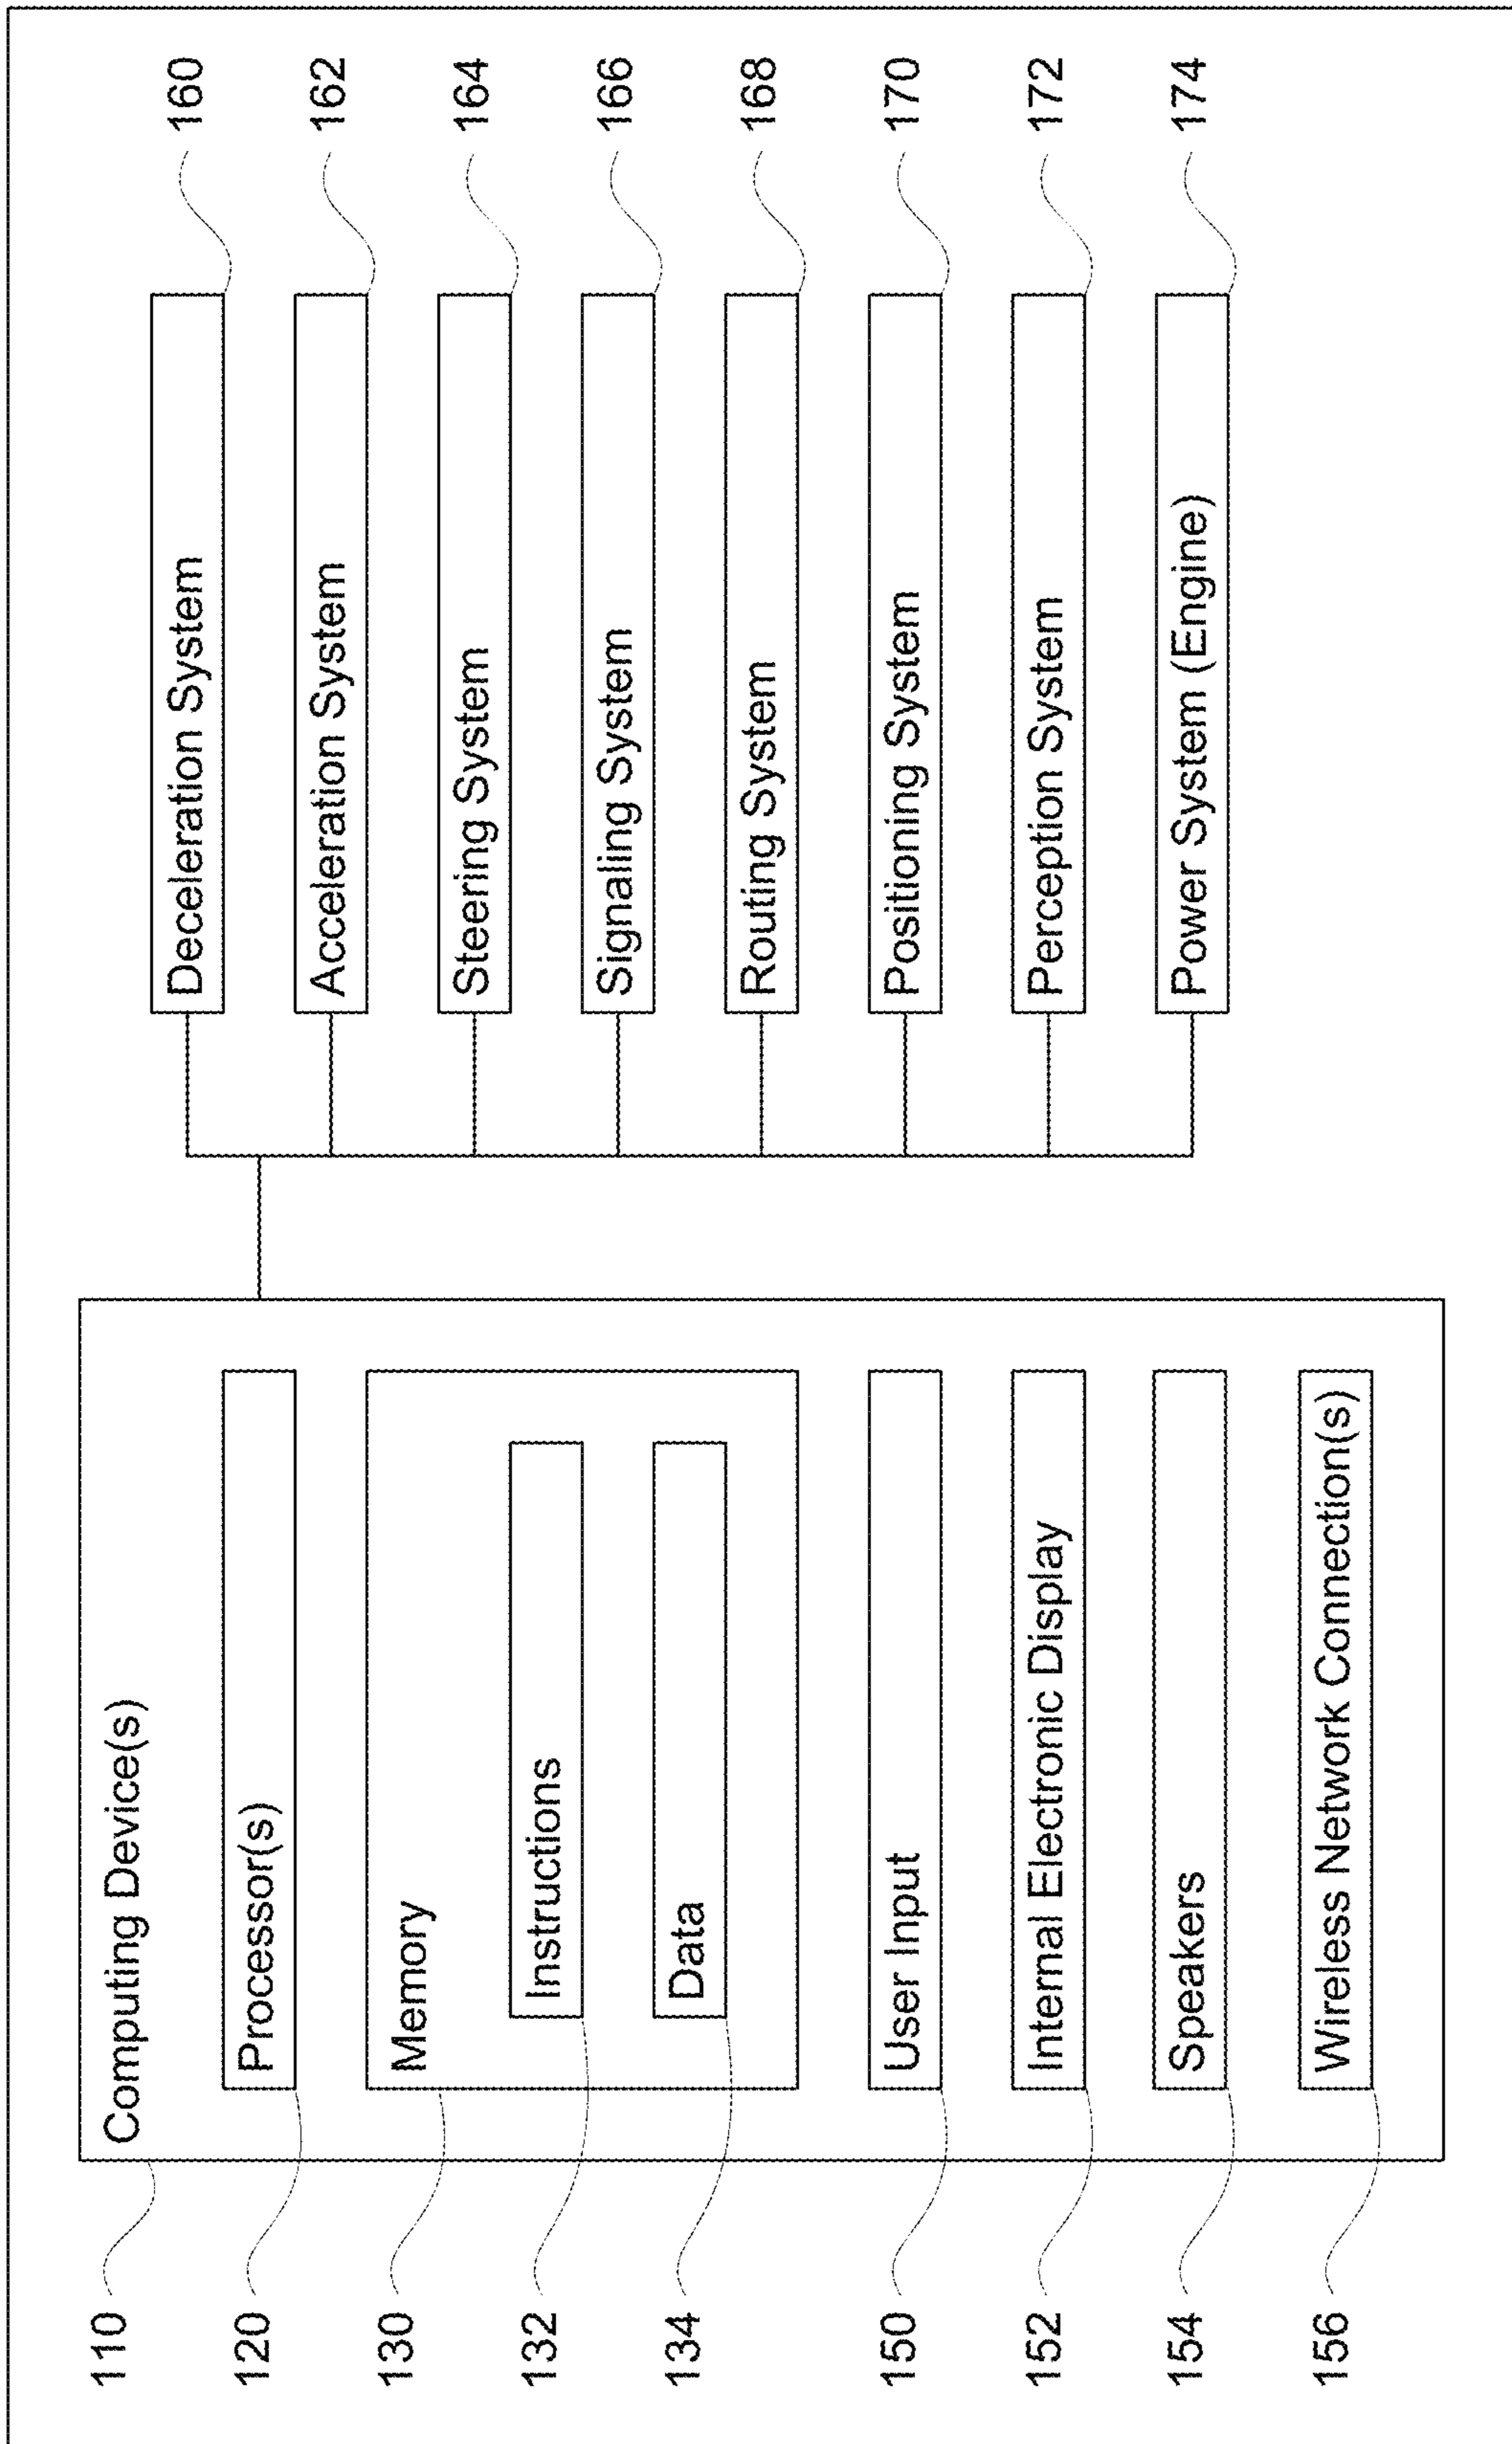 110
Computing Device(s)
120
Processor(s)
130
Memory
132
Instructions
134
Data
150
User Input
152
Internal Electronic Display
154
Speakers
156
Wireless Network Connection(s)
Deceleration System
160
Acceleration System
162
Steering System
164
Signaling System
166
Routing System
168
Positioning System
170
Perception System
172
Power System (Engine)
174